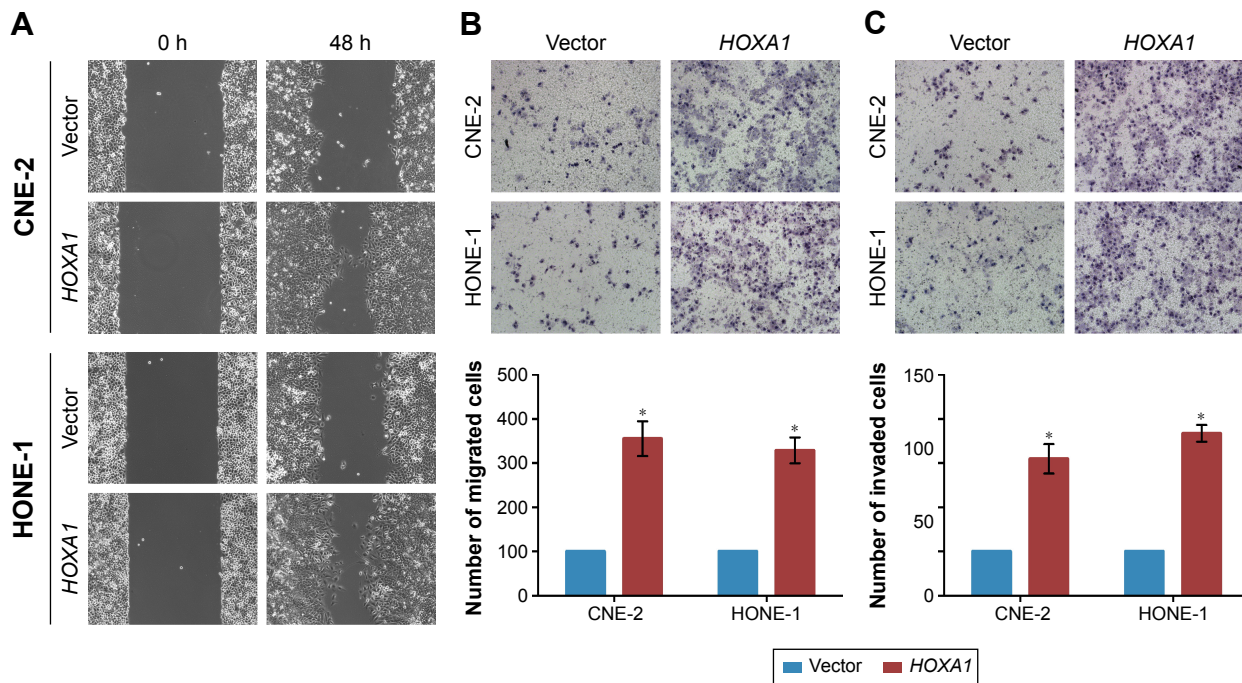 A
0 h
48 h
CNE-2
Vector
HOXA1
HONE-1
Vector
HOXA1
B
Vector
HOXA1
CNE-2
HONE-1
Number of migrated cells
500
400
300
200
100
0
CNE-2
HONE-1
*
*
C
Vector
HOXA1
CNE-2
HONE-1
Number of invaded cells
150
100
50
0
CNE-2
HONE-1
*
*
Vector
HOXA1